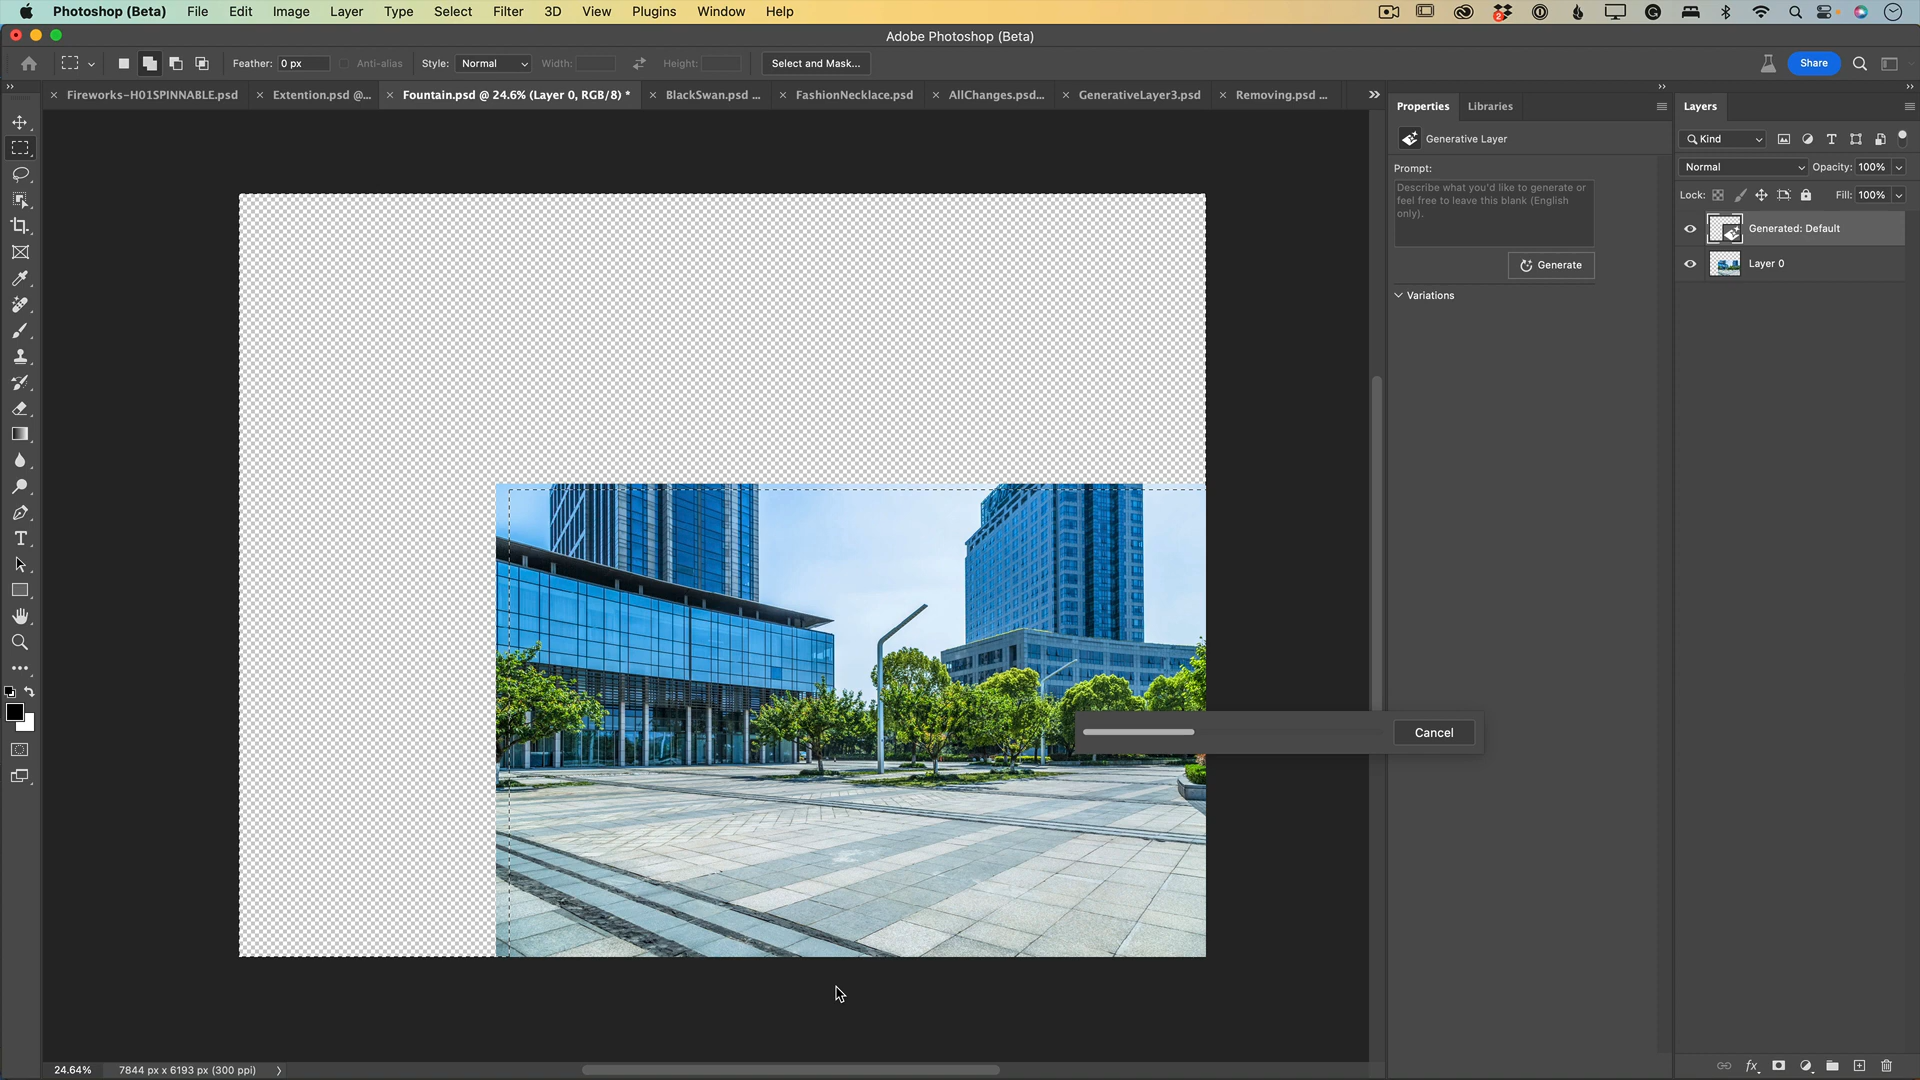 Photoshop (Beta) File Edit Image Layer Type Select Filter 3D View Plugins Window Help
Adobe Photoshop (Beta)
Feather: 0 px Anti-alias Style: Normal Width: Height: Select and Mask... Share
Fireworks-H01SPINNABLE.psd Extention.psd @... Fountain.psd @ 24.6% (Layer 0, RGB/8) * BlackSwan.psd ... FashionNecklace.psd AllChanges.psd... GenerativeLayer3.psd Removing.psd ...
Properties Libraries
Generative Layer
Prompt:
Describe what you'd like to generate or
feel free to leave this blank (English
only).
Generate
Variations
Layers
Kind
Normal Opacity: 100%
Lock: Fill: 100%
Generated: Default
Layer 0
Cancel
24.64% 7844 px x 6193 px (300 ppi)